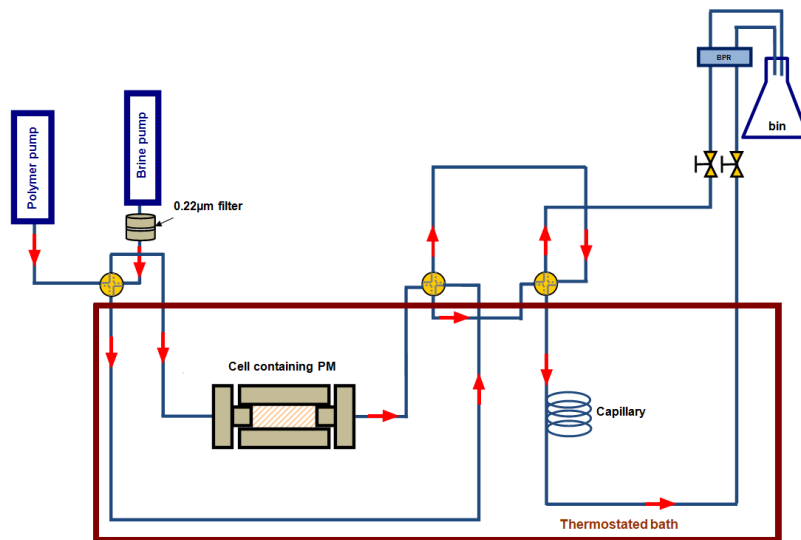 BPR
bin
Polymer pump
Brine pump
0.22µm filter
Cell containing PM
Capillary
Thermostated bath